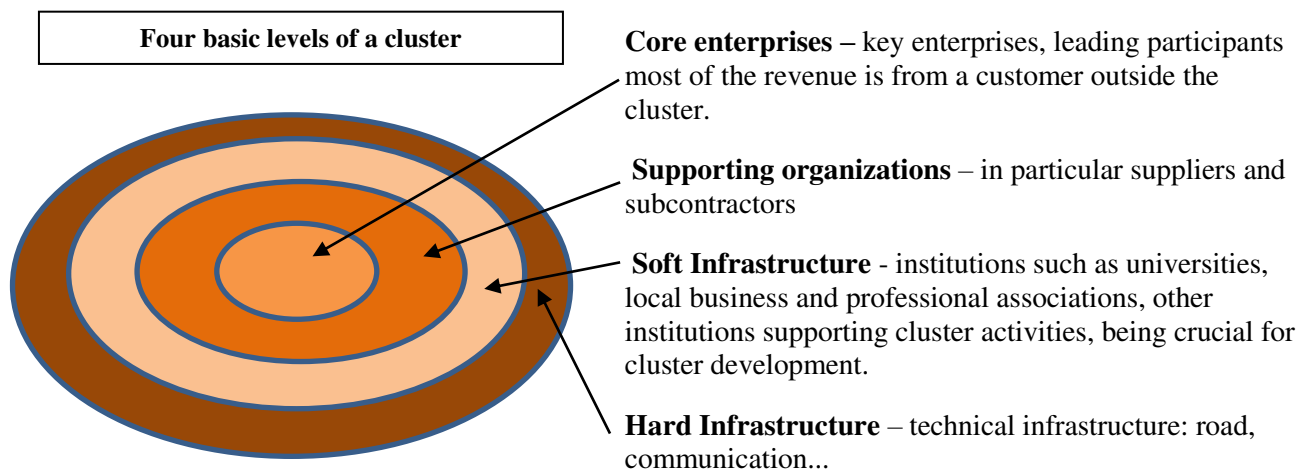 Four basic levels of a cluster
Core enterprises – key enterprises, leading participants
most of the revenue is from a customer outside the
cluster.
Supporting organizations – in particular suppliers and
subcontractors
Soft Infrastructure - institutions such as universities,
local business and professional associations, other
institutions supporting cluster activities, being crucial for
cluster development.
Hard Infrastructure – technical infrastructure: road,
communication...